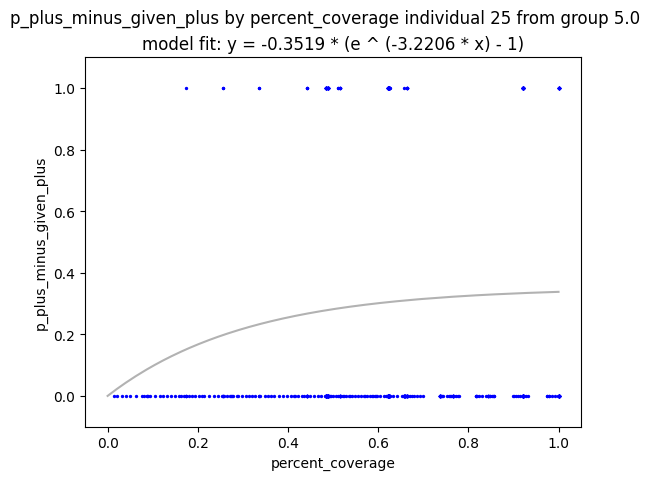 p_plus_minus_given_plus by percent_coverage individual 25 from group 5.0
model fit: y = -0.3519 * (e ^ (-3.2206 * x) - 1)
p_plus_minus_given_plus
1.0
0.8
0.6
0.4
0.2
0.0
0.0 0.2 0.4 0.6 0.8 1.0
percent_coverage